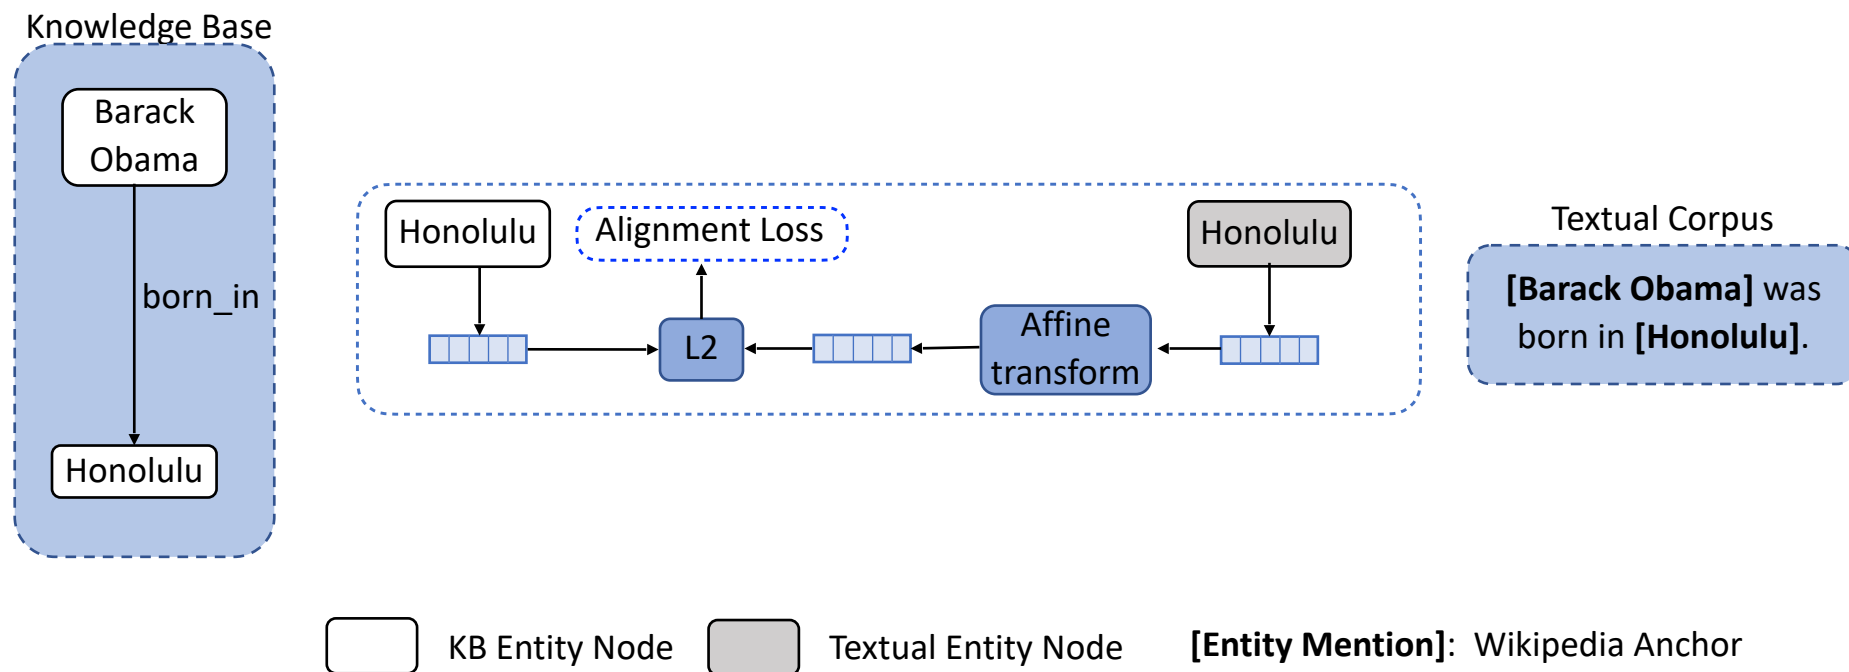 Knowledge Base
Barack
Obama
born_in
Honolulu
Honolulu
Alignment Loss
Honolulu
L2
Affine
transform
Textual Corpus
[Barack Obama] was
born in [Honolulu].
KB Entity Node
Textual Entity Node
[Entity Mention]: Wikipedia Anchor